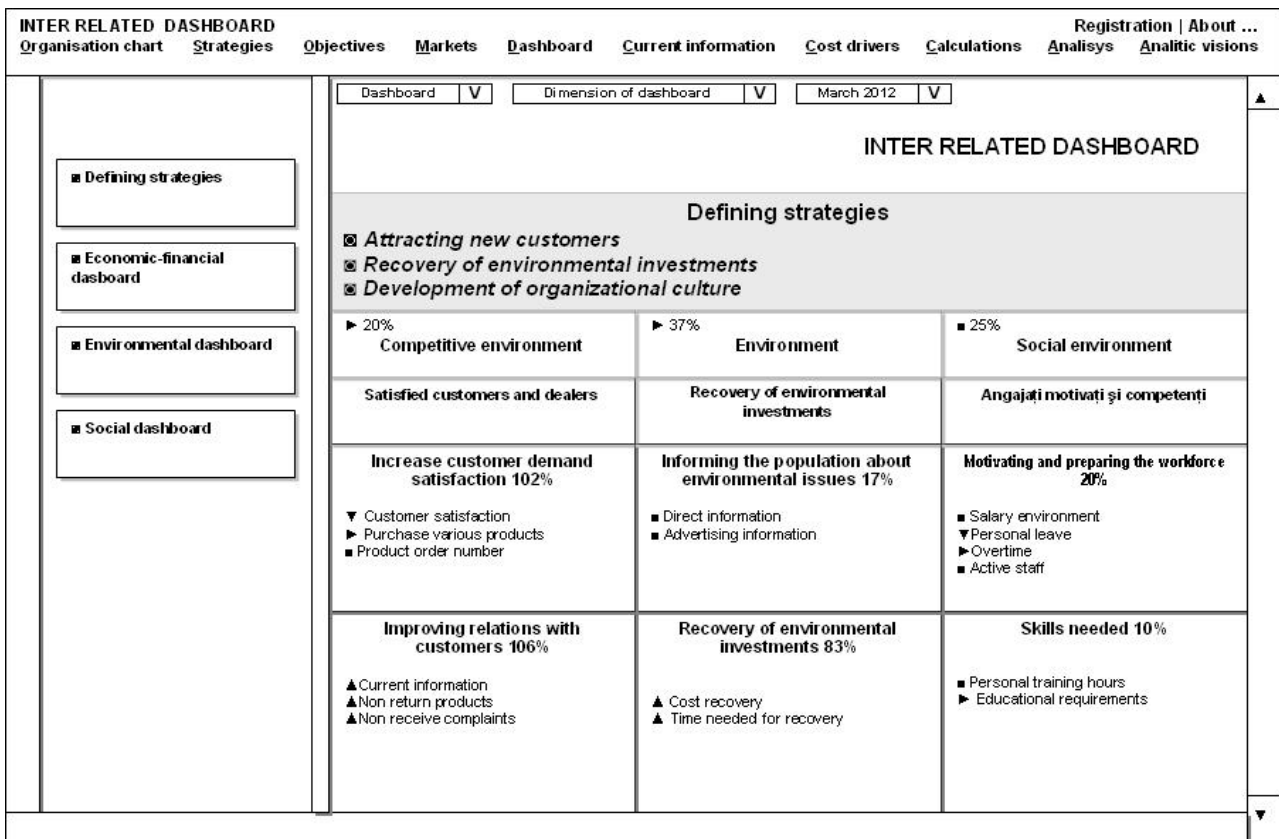 INTER RELATED DASHBOARD
Registration | About ...
Organisation chart Strategies Objectives Markets Dashboard Current information Cost drivers Calculations Analisys Analitic visions
Dashboard V Dimension of dashboard V March 2012 V
INTER RELATED DASHBOARD
Defining strategies
Economic-financial
dasboard
Environmental dashboard
Social dashboard
Defining strategies
Attracting new customers
Recovery of environmental investments
Development of organizational culture
► 20%
Competitive environment
► 37%
Environment
■ 25%
Social environment
Satisfied customers and dealers
Recovery of environmental
investments
Angajați motivați și competenți
Increase customer demand
satisfaction 102%
▼ Customer satisfaction
► Purchase various products
■ Product order number
Informing the population about
environmental issues 17%
■ Direct information
■ Advertising information
Motivating and preparing the workforce
20%
■ Salary environment
▼Personal leave
►Overtime
■ Active staff
Improving relations with
customers 106%
▲Current information
▲Non return products
▲Non receive complaints
Recovery of environmental
investments 83%
▲ Cost recovery
▲ Time needed for recovery
Skills needed 10%
■ Personal training hours
► Educational requirements